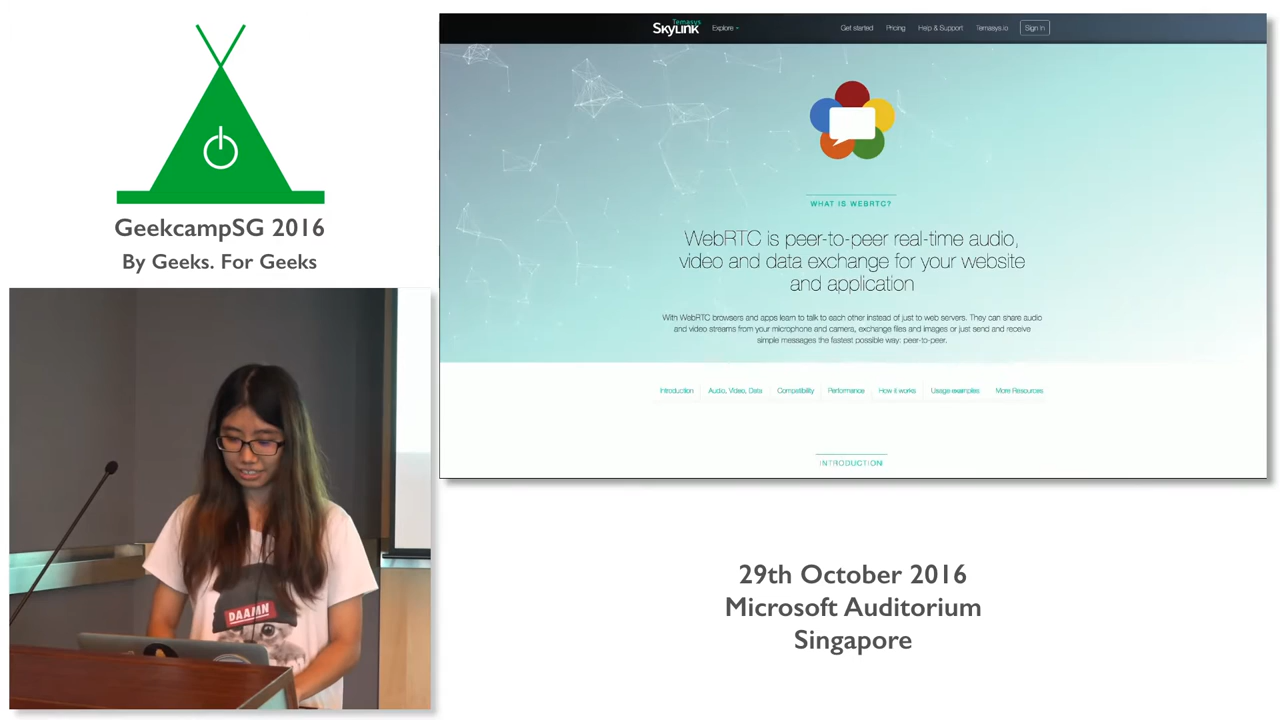 GeekcampSG 2016
By Geeks. For Geeks
DAAMN
Temasys
SkyLink
Explore
Get started
Pricing
Help & Support
Temasys.io
Sign In
WHAT IS WEBRTC?
WebRTC is peer-to-peer real-time audio,
video and data exchange for your website
and application
With WebRTC browsers and apps learn to talk to each other instead of just to web servers. They can share audio
and video streams from your microphone and camera, exchange files and images or just send and receive
simple messages the fastest possible way: peer-to-peer.
Introduction
Audio, Video, Data
Compatibility
Performance
How it works
Usage examples
More Resources
INTRODUCTION
29th October 2016
Microsoft Auditorium
Singapore